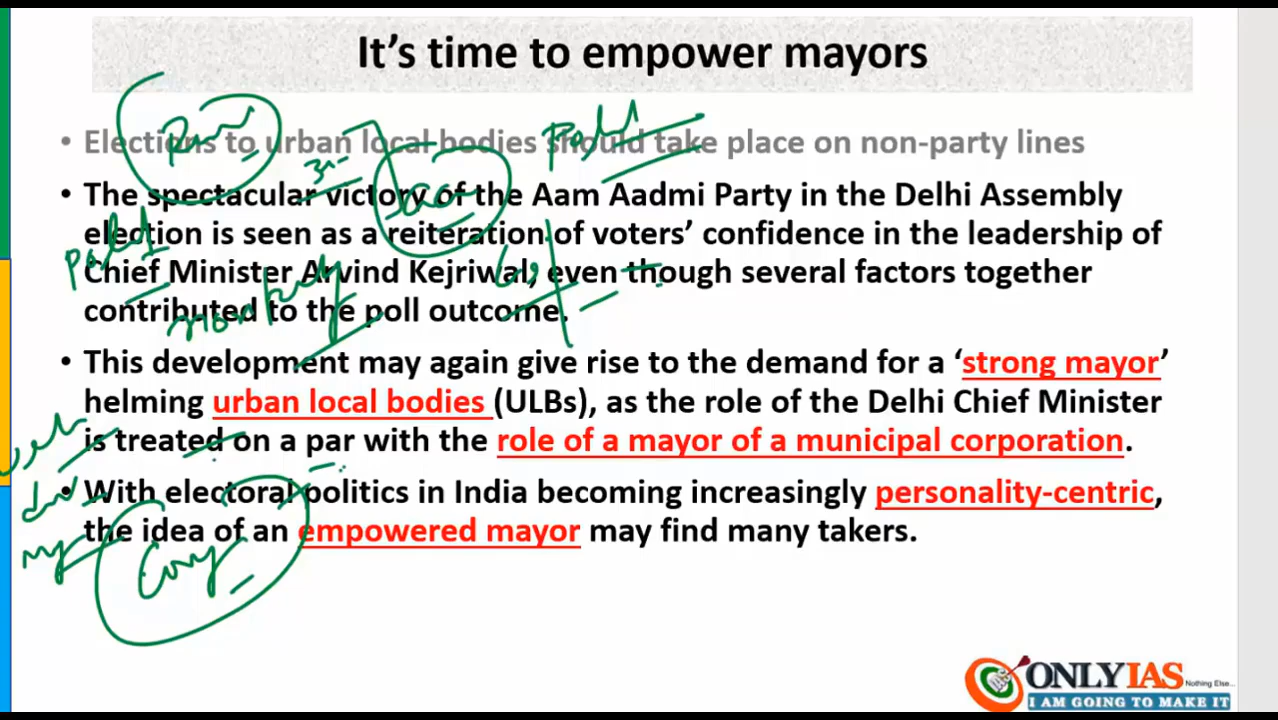 It's time to empower mayors
• Elections to urban local bodies should take place on non-party lines
• The spectacular victory of the Aam Aadmi Party in the Delhi Assembly
election is seen as a reiteration of voters' confidence in the leadership of
Chief Minister Arvind Kejriwal, even though several factors together
contributed to the poll outcome.
• This development may again give rise to the demand for a ‘strong mayor’
helming urban local bodies (ULBs), as the role of the Delhi Chief Minister
is treated on a par with the role of a mayor of a municipal corporation.
• With electoral politics in India becoming increasingly personality-centric,
the idea of an empowered mayor may find many takers.
ONLYIAS
Nothing Else...
I AM GOING TO MAKE IT